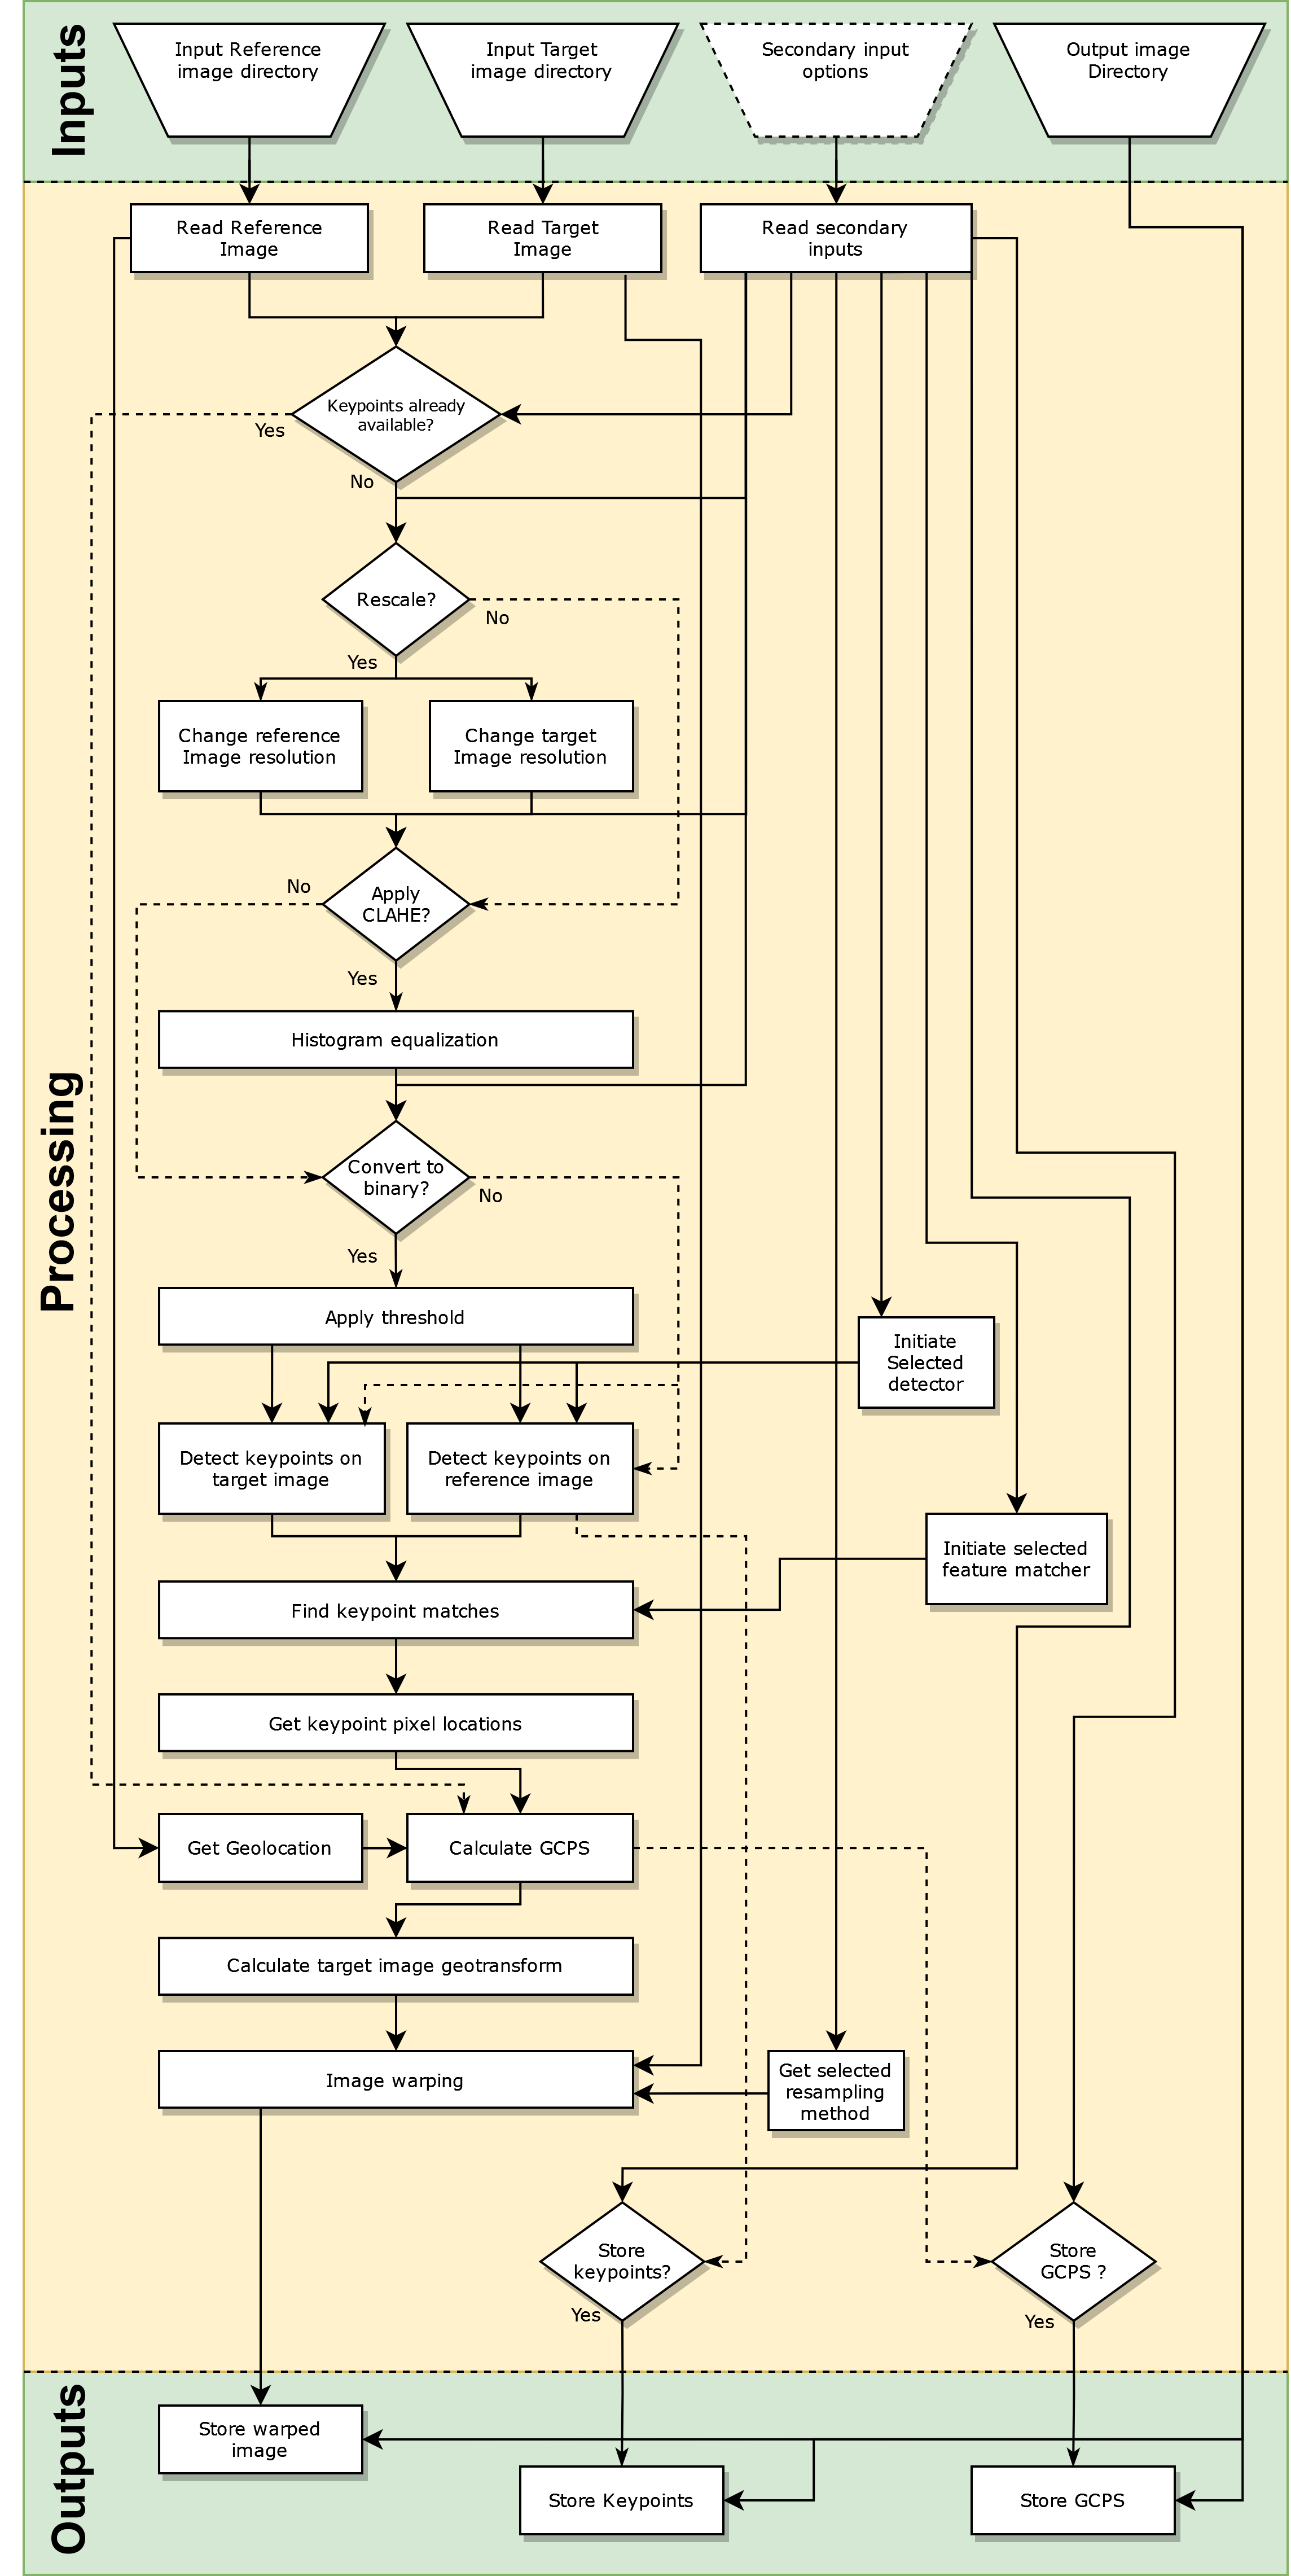 Inputs
Input Reference
image directory
Input Target
image directory
Secondary input
options
Output image
Directory
Processing
Read Reference
Image
Read Target
Image
Read secondary
inputs
Keypoints already
available?
Yes
No
Rescale?
No
Yes
Change reference
Image resolution
Change target
Image resolution
No
Apply
CLAHE?
Yes
Histogram equalization
Convert to
binary?
No
Yes
Apply threshold
Initiate
Selected
detector
Detect keypoints on
target image
Detect keypoints on
reference image
Initiate selected
feature matcher
Find keypoint matches
Get keypoint pixel locations
Get Geolocation
Calculate GCPS
Calculate target image geotransform
Image warping
Get selected
resampling
method
Store
keypoints?
Yes
Store
GCPS ?
Yes
Outputs
Store warped
image
Store Keypoints
Store GCPS